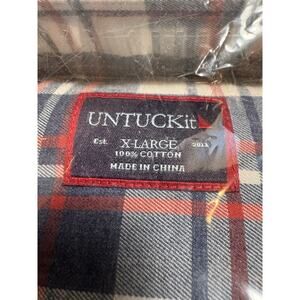 UNTUCKit
Est. X-LARGE 2011
100% COTTON
MADE IN CHINA